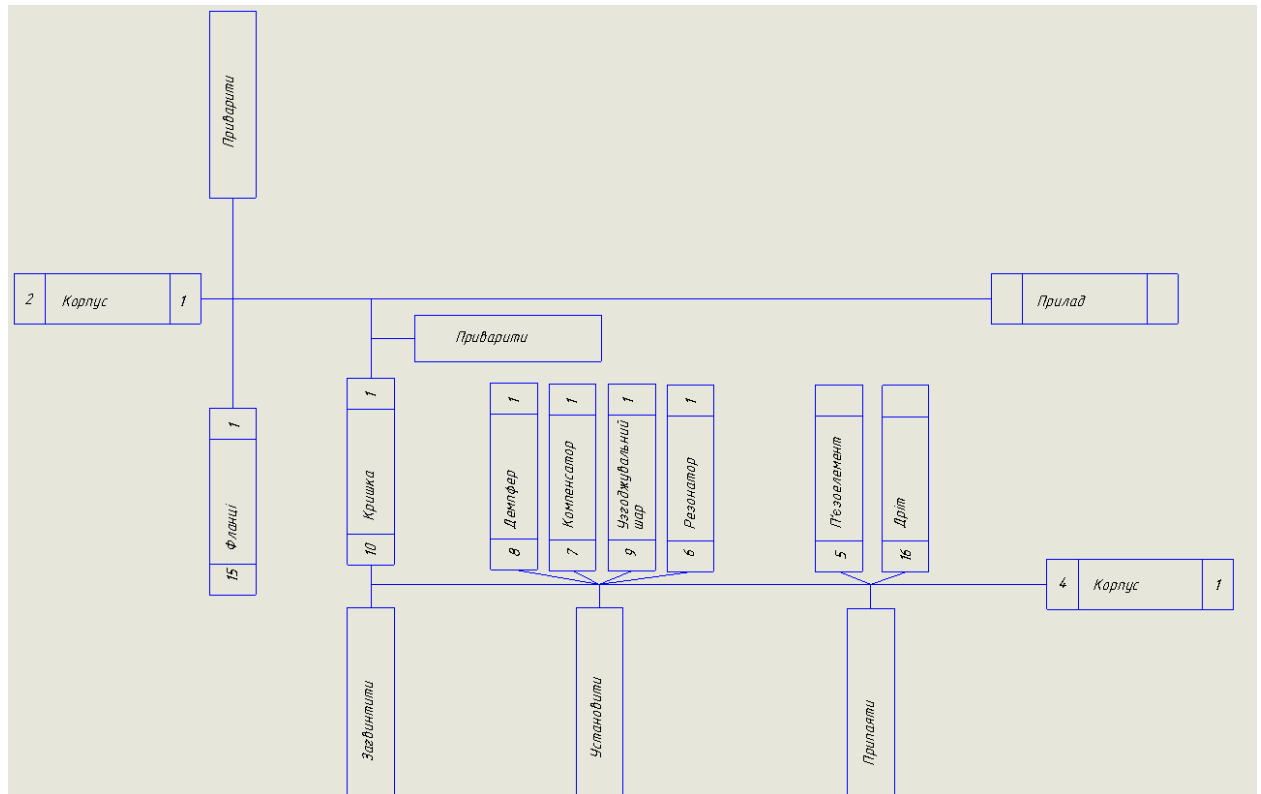 Приварити
2 Корпус 1
Прилад
Приварити
1 Фланці 15
1 Кришка 10
1 Демпфер 8
1 Компенсатор 7
1 Узгоджувальний
шар 9
1 Резонатор 6
П'єзоелемент 5
Дріт 16
4 Корпус 1
Загвинтити
Установити
Припаяти